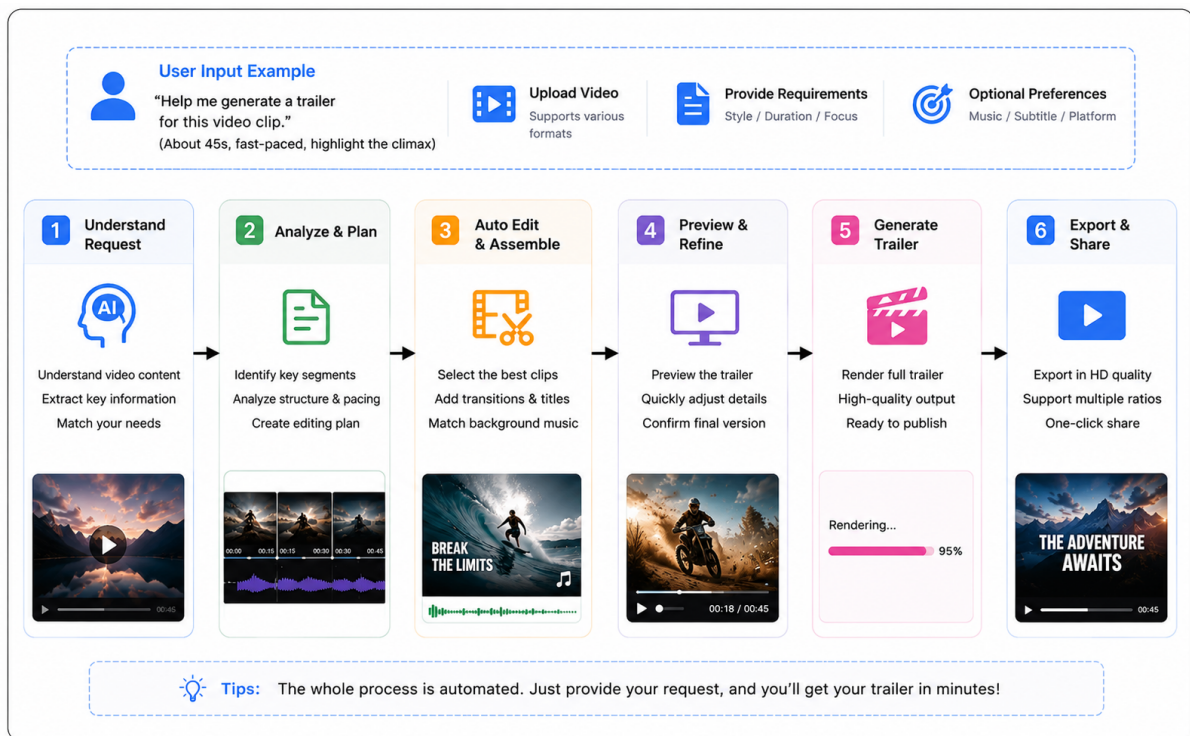 User Input Example
“Help me generate a trailer
for this video clip.”
(About 45s, fast-paced, highlight the climax)
Upload Video
Supports various
formats
Provide Requirements
Style / Duration / Focus
Optional Preferences
Music / Subtitle / Platform
1
Understand
Request
AI
Understand video content
Extract key information
Match your needs
00:45
2
Analyze & Plan
Identify key segments
Analyze structure & pacing
Create editing plan
00:00 00:15 00:15 00:30 00:30 00:45
3
Auto Edit
& Assemble
Select the best clips
Add transitions & titles
Match background music
BREAK
THE LIMITS
4
Preview &
Refine
Preview the trailer
Quickly adjust details
Confirm final version
00:18 / 00:45
5
Generate
Trailer
Render full trailer
High-quality output
Ready to publish
Rendering...
95%
6
Export &
Share
Export in HD quality
Support multiple ratios
One-click share
THE ADVENTURE
AWAITS
00:45
Tips: The whole process is automated. Just provide your request, and you’ll get your trailer in minutes!